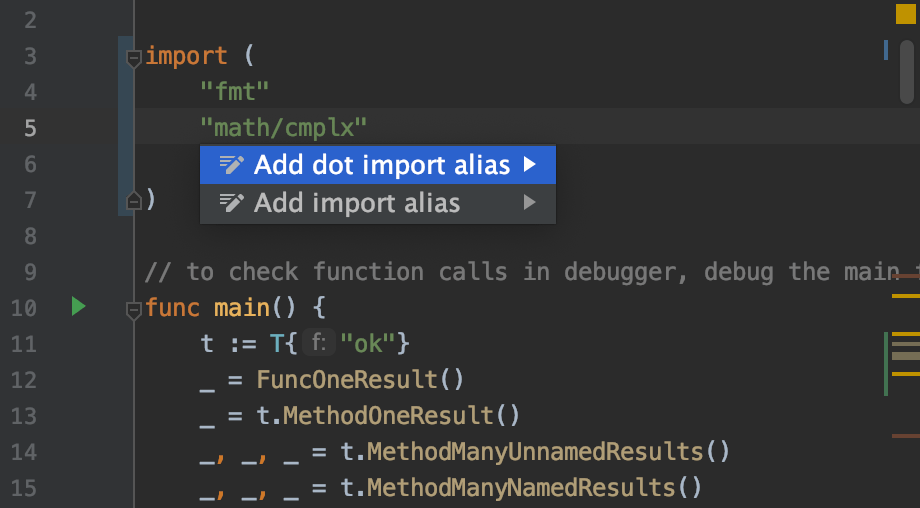 2
3 import (
4 "fmt"
5 "math/cmplx"
6 Add dot import alias
7 ) Add import alias
8
9 // to check function calls in debugger, debug the main
10 func main() {
11 t := T{ f: "ok"}
12 _ = FuncOneResult()
13 _ = t.MethodOneResult()
14 _, _, _ = t.MethodManyUnnamedResults()
15 _, _, _ = t.MethodManyNamedResults()